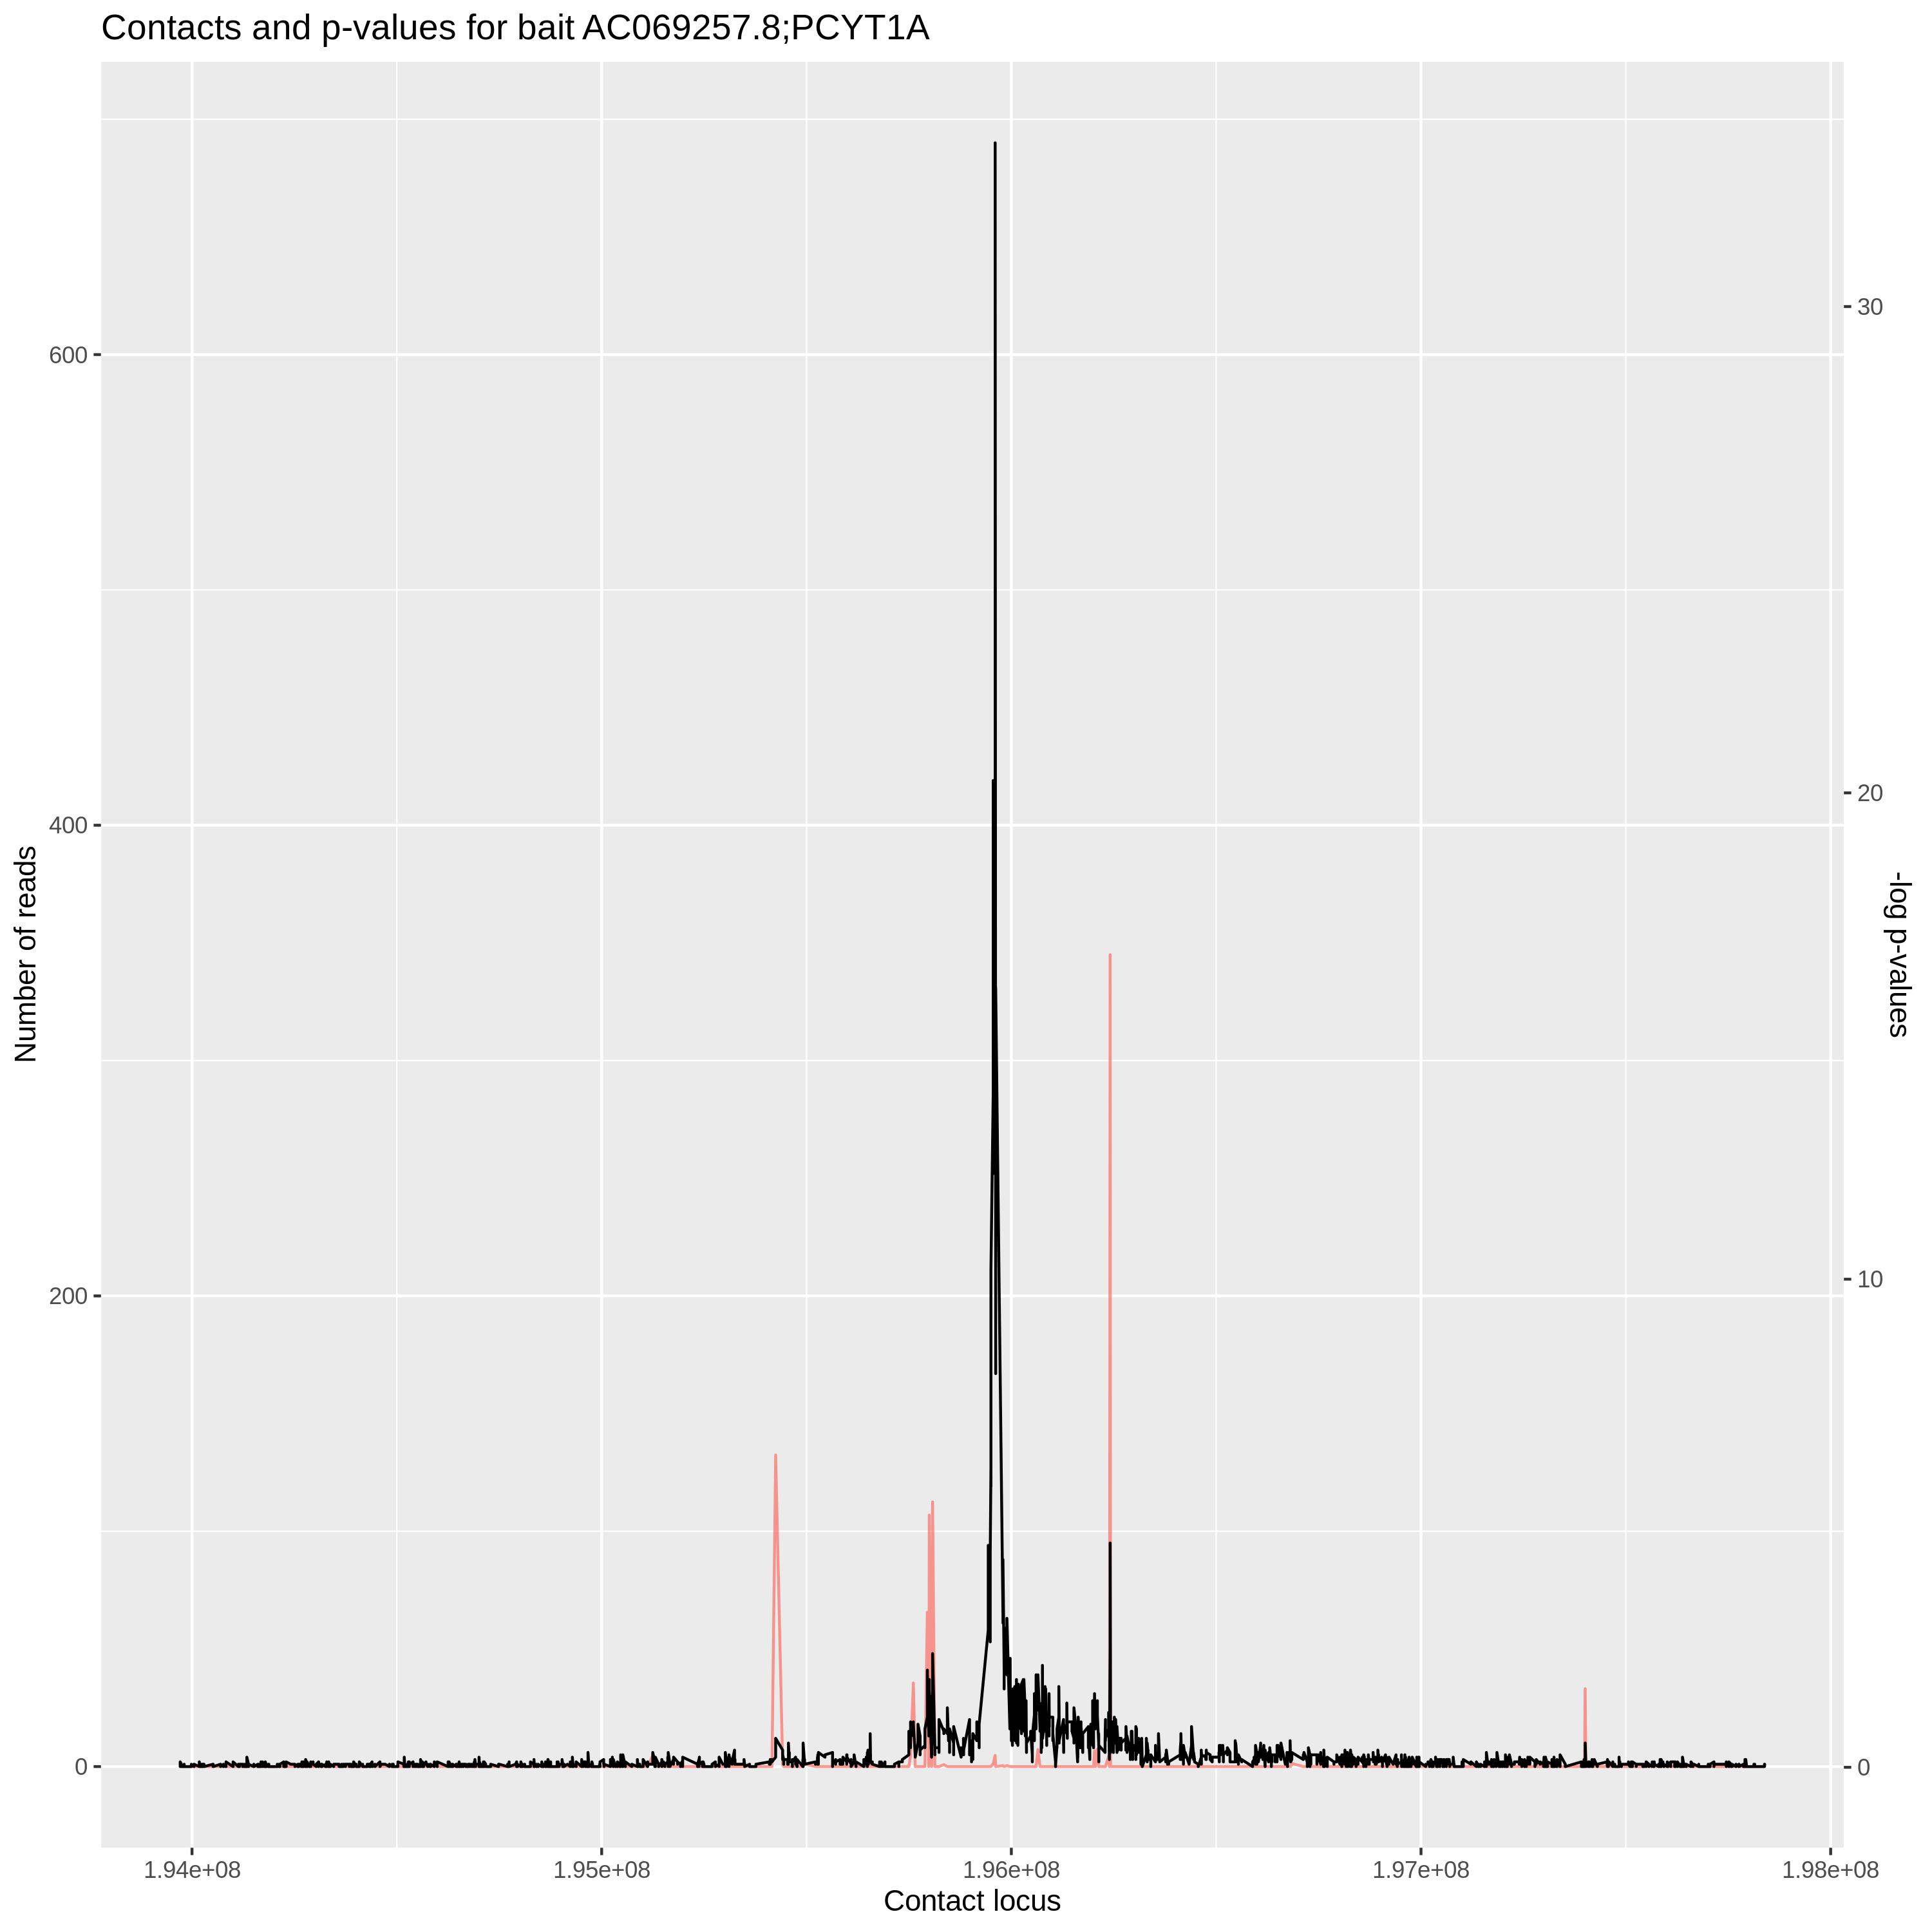 Contacts and p-values for bait AC069257.8;PCYT1A
600
400
200
0
Number of reads
30
20
10
0
-log p-values
1.94e+08 1.95e+08 1.96e+08 1.97e+08 1.98e+08
Contact locus